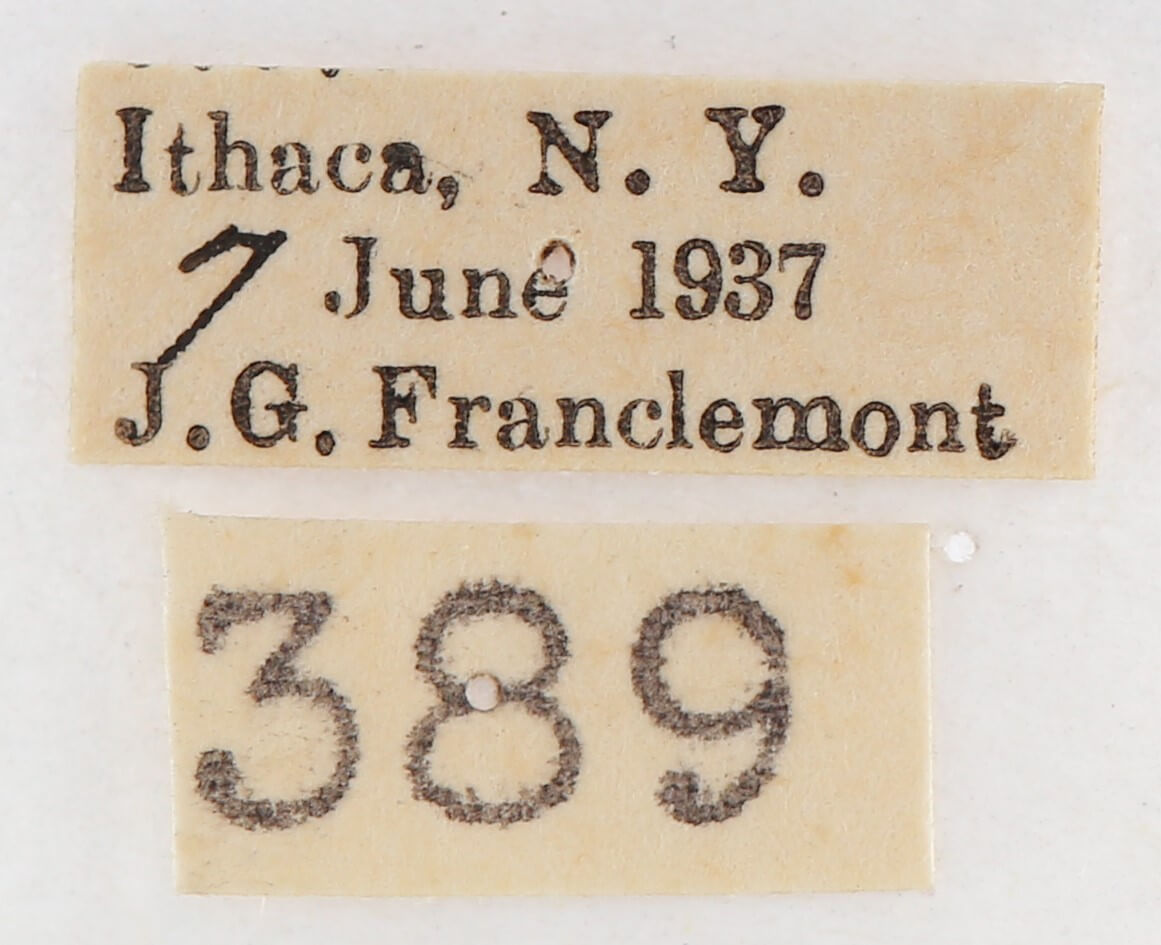 Ithaca, N. Y.
7 June 1937
J. G. Franclemont
389